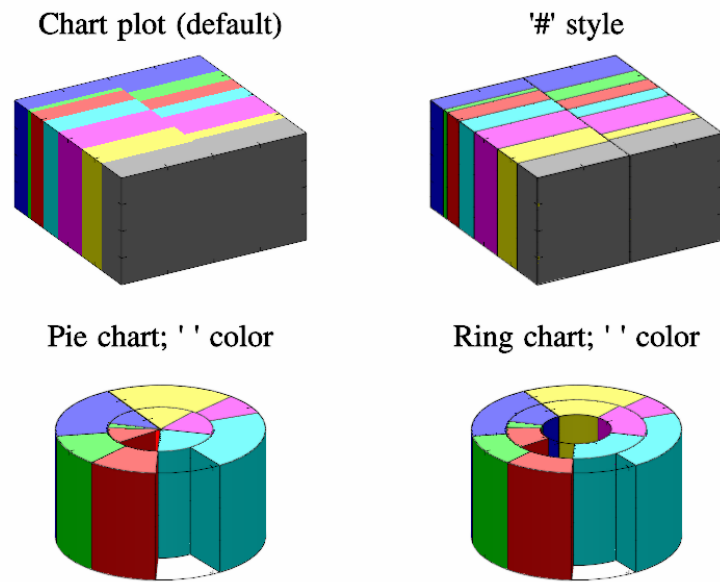 Chart plot (default)
'#' style
Pie chart; ' ' color
Ring chart; ' ' color